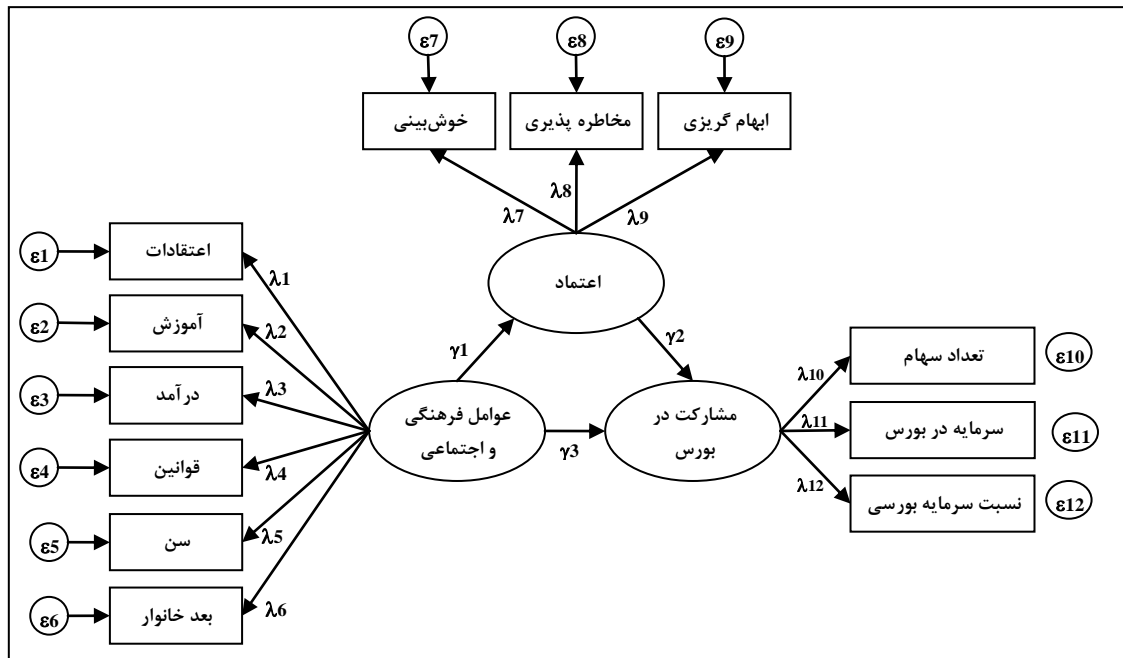 ε7
ε8
ε9
خوش‌بینی
مخاطره پذیری
ابهام گریزی
λ7
λ8
λ9
اعتماد
ε1
اعتقادات
λ1
ε2
آموزش
λ2
ε3
درآمد
λ3
ε4
قوانین
λ4
ε5
سن
λ5
ε6
بعد خانوار
λ6
γ1
γ2
γ3
عوامل فرهنگی
و اجتماعی
مشارکت در
بورس
λ10
تعداد سهام
ε10
λ11
سرمایه در بورس
ε11
λ12
نسبت سرمایه بورسی
ε12